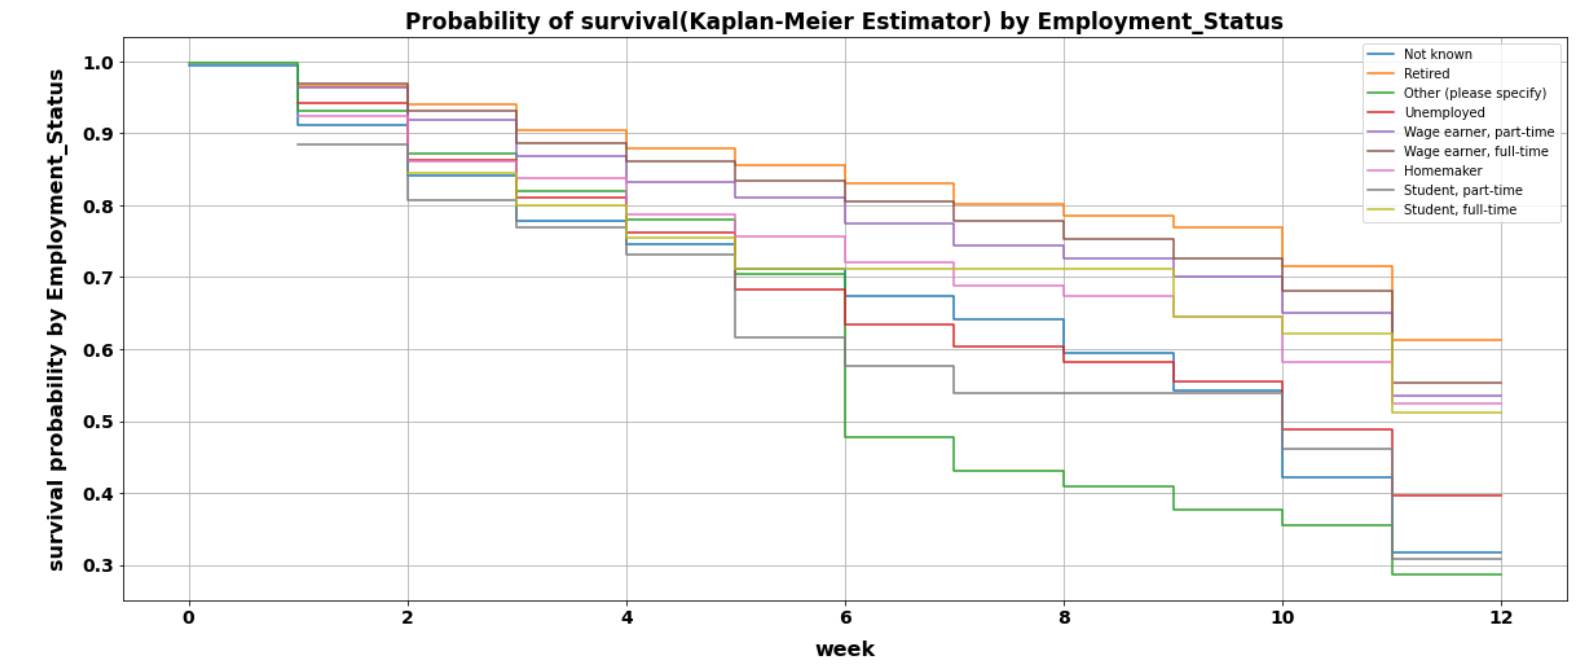 Probability of survival(Kaplan-Meier Estimator) by Employment_Status
survival probability by Employment_Status
1.0
0.9
0.8
0.7
0.6
0.5
0.4
0.3
Not known
Retired
Other (please specify)
Unemployed
Wage earner, part-time
Wage earner, full-time
Homemaker
Student, part-time
Student, full-time
0 2 4 6 8 10 12
week